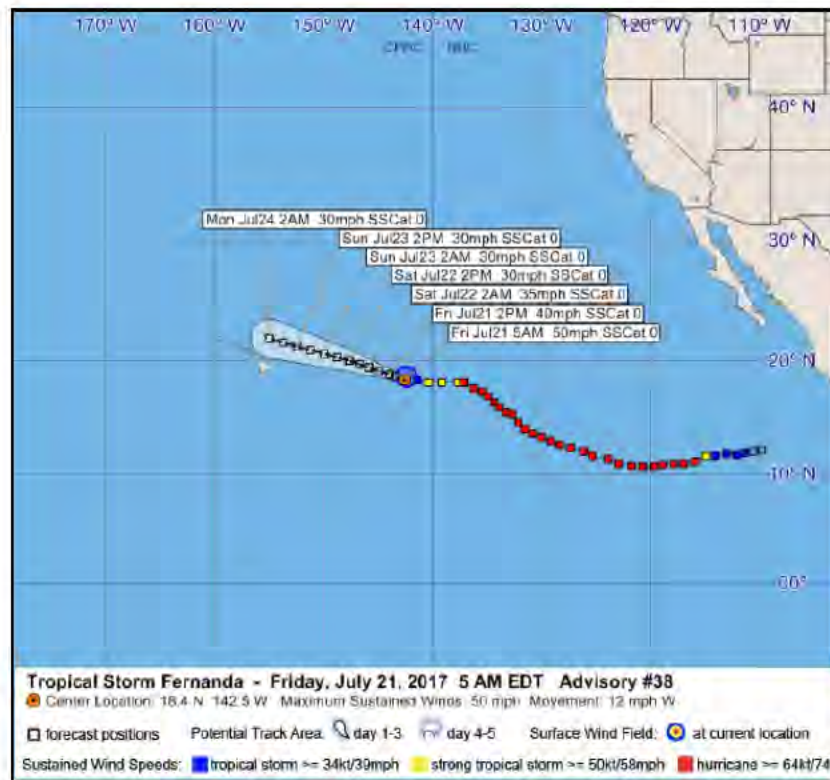 170° W 160° W 150° W 140° W 130° W 120° W 110° W
CPHC NHC
40° N
Mon Jul24 2AM 30mph SSCat 0
30° N
Sun Jul23 2PM 30mph SSCat 0
Sun Jul23 2AM 30mph SSCat 0
Sat Jul22 2PM 30mph SSCat 0
Sat Jul22 2AM 35mph SSCat 0
Fri Jul21 2PM 40mph SSCat 0
Fri Jul21 5AM 50mph SSCat 0
20° N
10° N
00°
Tropical Storm Fernanda - Friday, July 21, 2017 5 AM EDT Advisory #38
Center Location: 18.4 N 142.5 W Maximum Sustained Winds: 50 mph Movement: 12 mph W
forecast positions Potential Track Area: day 1-3 day 4-5 Surface Wind Field: at current location
Sustained Wind Speeds: tropical storm >= 34kt/39mph strong tropical storm >= 50kt/58mph hurricane >= 64kt/74